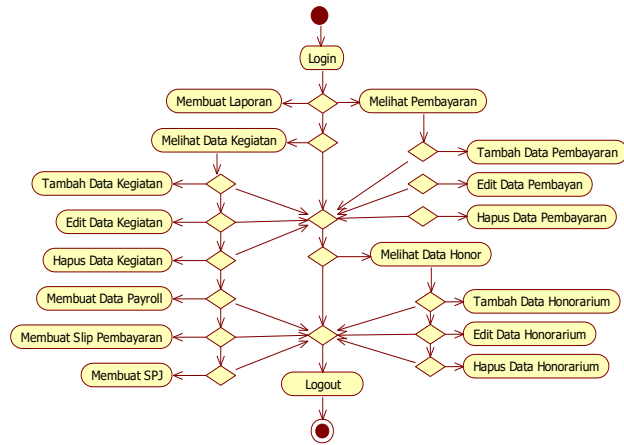 Login
Membuat Laporan
Melihat Pembayaran
Melihat Data Kegiatan
Tambah Data Pembayaran
Tambah Data Kegiatan
Edit Data Pembayan
Edit Data Kegiatan
Hapus Data Pembayaran
Hapus Data Kegiatan
Melihat Data Honor
Membuat Data Payroll
Tambah Data Honorarium
Membuat Slip Pembayaran
Edit Data Honorarium
Membuat SPJ
Hapus Data Honorarium
Logout